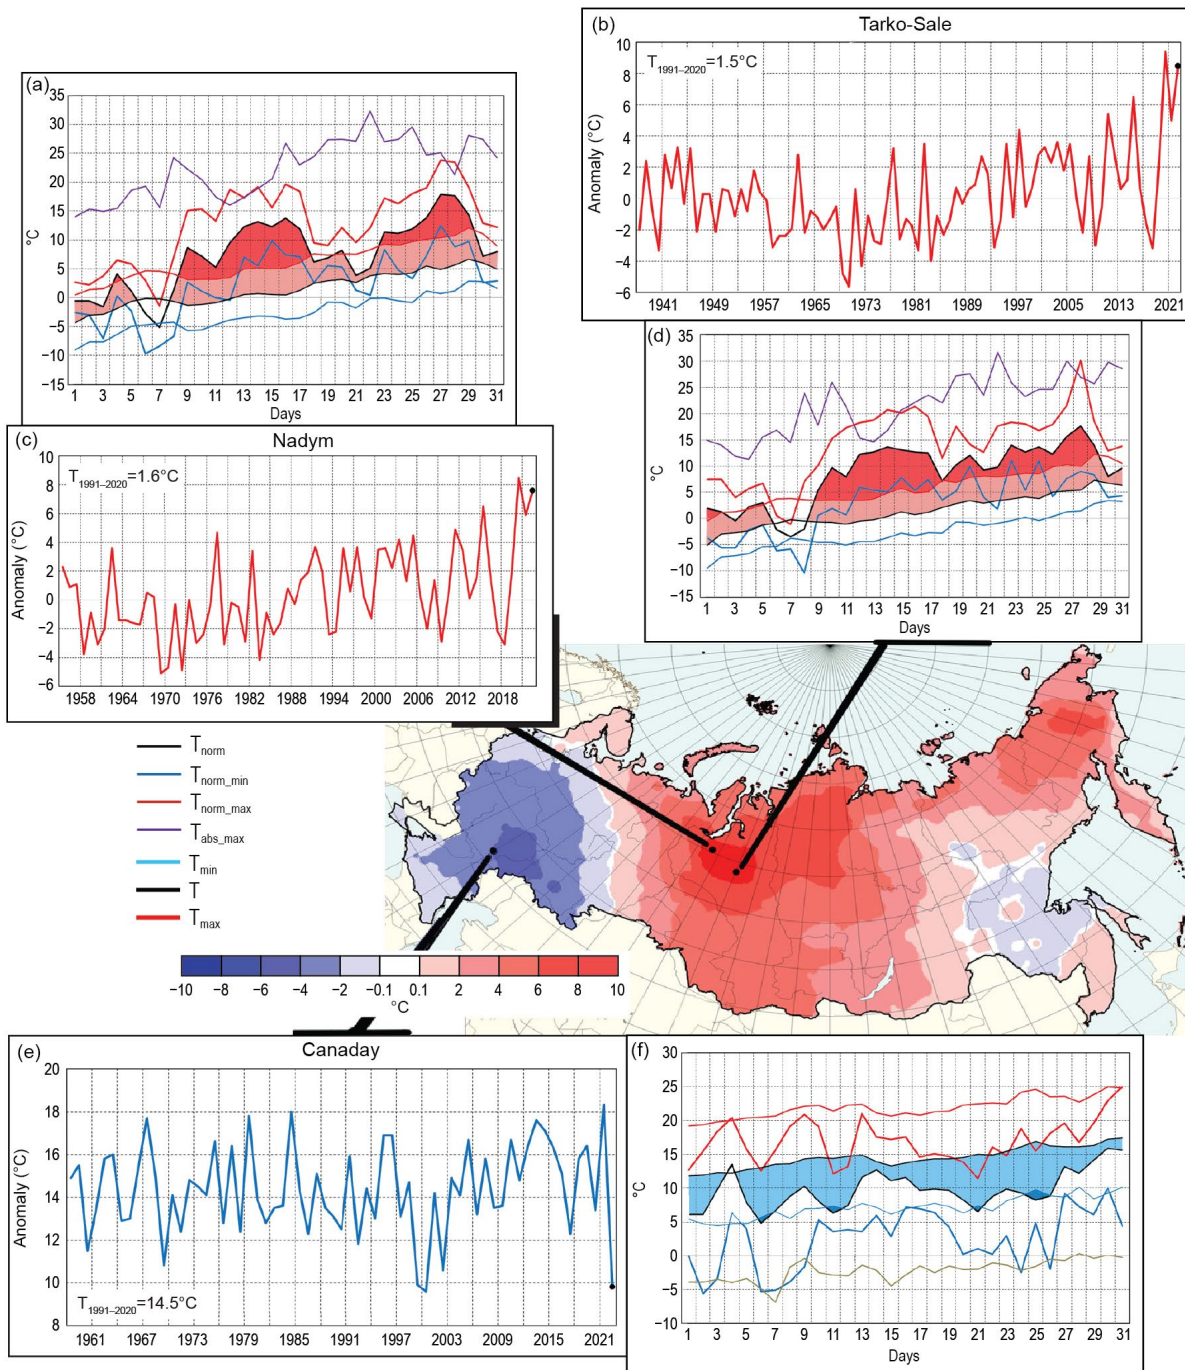 (b)
Tarko-Sale
T1991–2020=1.5°C
Anomaly (°C)
10
8
6
4
2
0
−2
−4
−6
1941 1949 1957 1965 1973 1981 1989 1997 2005 2013 2021
(a)
°C
35
30
25
20
15
10
5
0
−5
−10
−15
1 3 5 7 9 11 13 15 17 19 21 23 25 27 29 31
Days
(d)
°C
35
30
25
20
15
10
5
0
−5
−10
−15
1 3 5 7 9 11 13 15 17 19 21 23 25 27 29 31
Days
(c)
Nadym
T1991–2020=1.6°C
Anomaly (°C)
10
8
6
4
2
0
−2
−4
−6
1958 1964 1970 1976 1982 1988 1994 2000 2006 2012 2018
Tnorm
Tnorm_min
Tnorm_max
Tabs_max
Tmin
T
Tmax
−10 −8 −6 −4 −2 −0.1 0.1 2 4 6 8 10
°C
(e)
Canaday
Anomaly (°C)
20
18
16
14
12
10
8
T1991–2020=14.5°C
1961 1967 1973 1979 1985 1991 1997 2003 2009 2015 2021
(f)
°C
30
25
20
15
10
5
0
−5
−10
1 3 5 7 9 11 13 15 17 19 21 23 25 27 29 31
Days